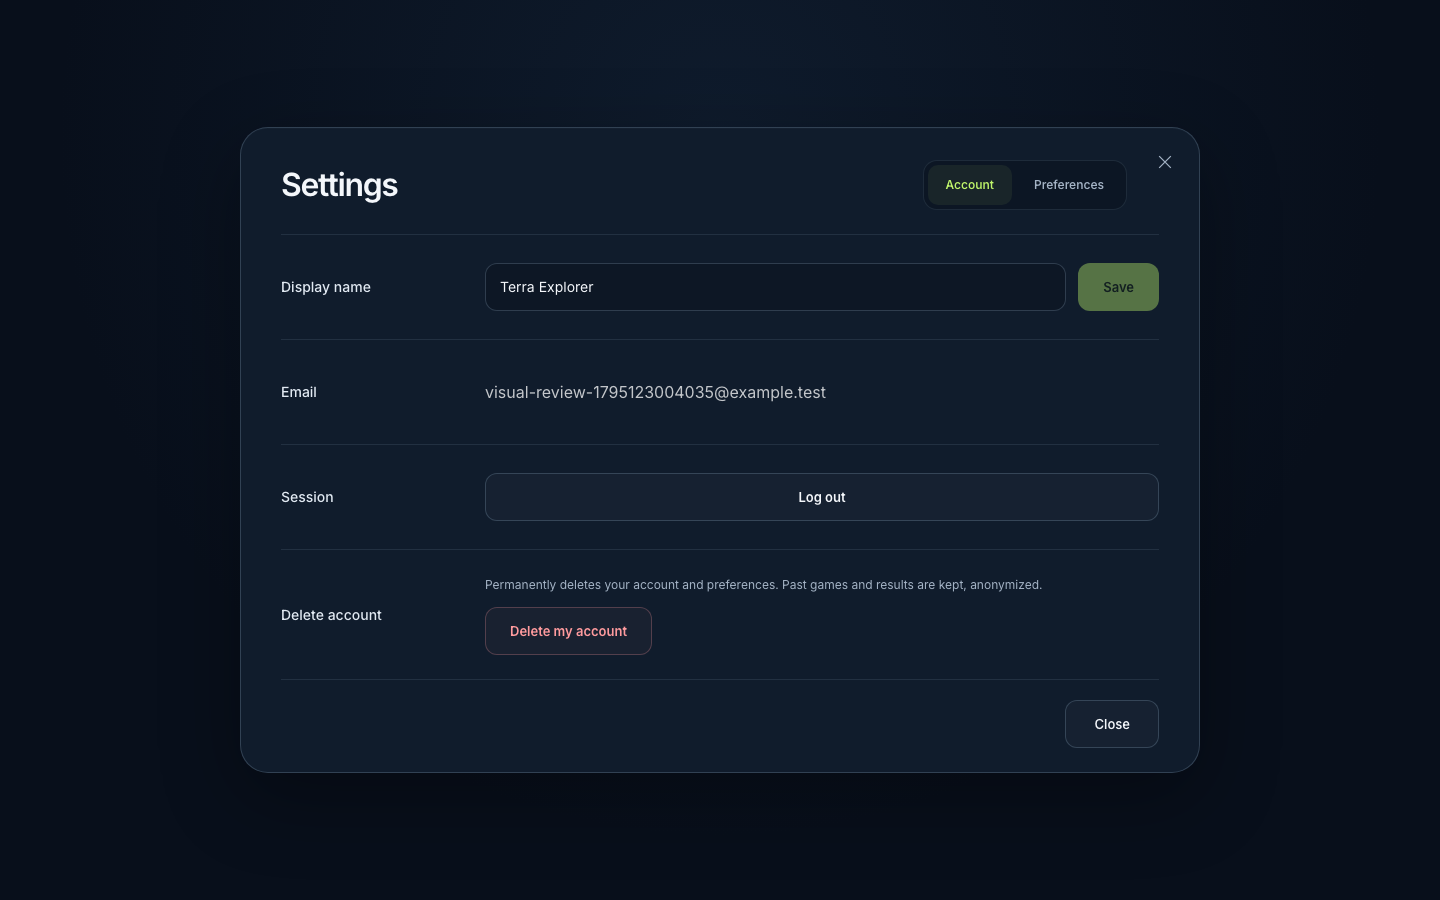 Settings
Account
Preferences
Display name
Terra Explorer
Save
Email
visual-review-1795123004035@example.test
Session
Log out
Permanently deletes your account and preferences. Past games and results are kept, anonymized.
Delete account
Delete my account
Close